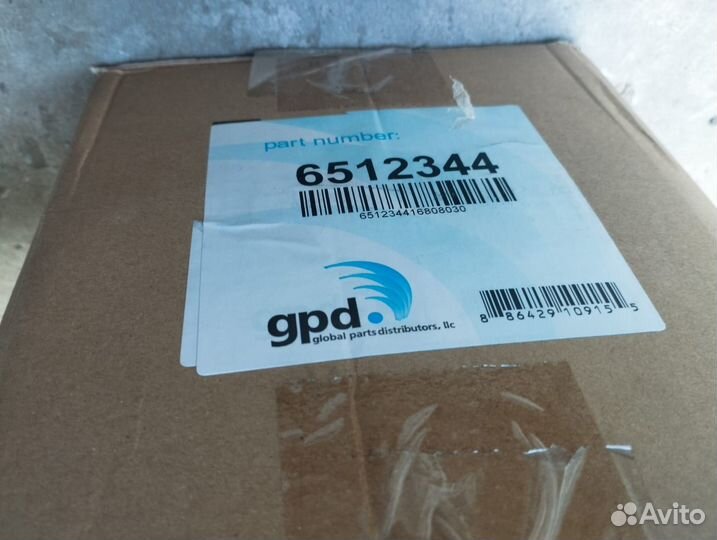 part number:
6512344
651234416808030
gpd
global parts distributors, llc
8 86429 10915 5
Avito